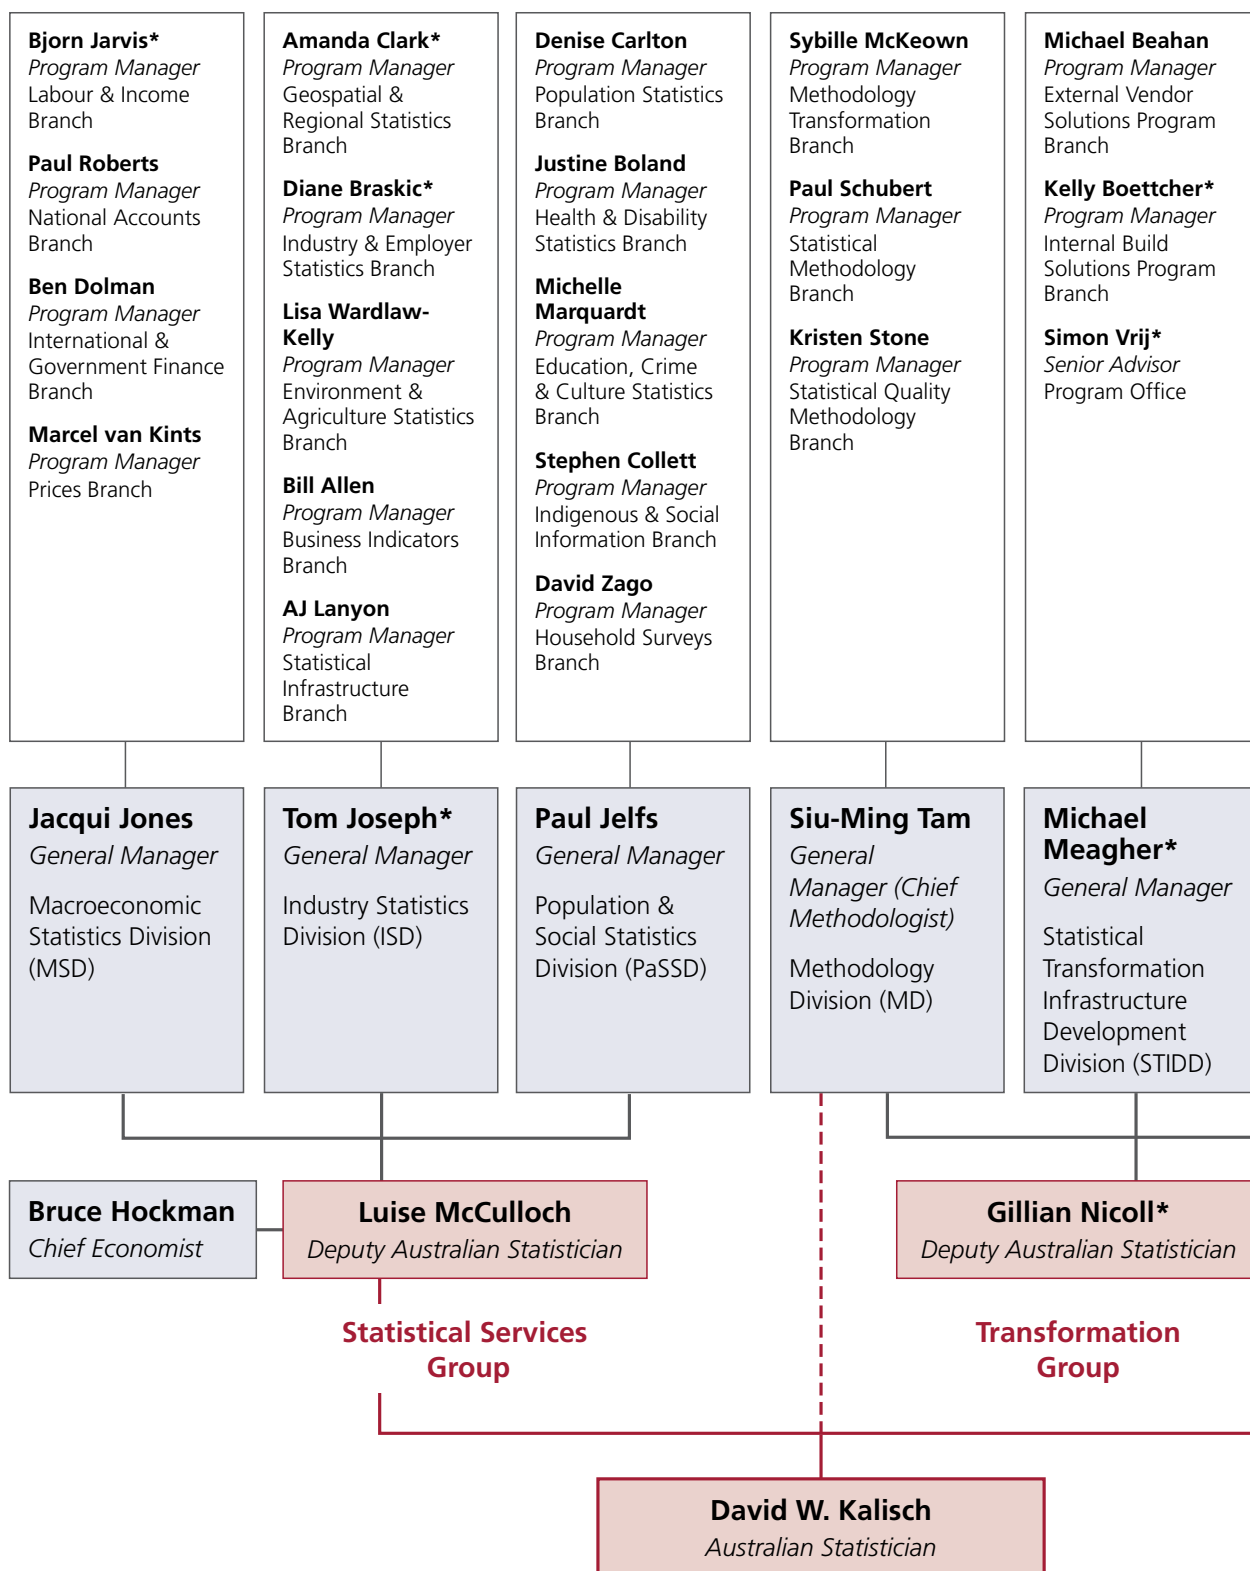 Bjorn Jarvis*
Program Manager
Labour & Income
Branch
Paul Roberts
Program Manager
National Accounts
Branch
Ben Dolman
Program Manager
International &
Government Finance
Branch
Marcel van Kints
Program Manager
Prices Branch
Amanda Clark*
Program Manager
Geospatial &
Regional Statistics
Branch
Diane Braskic*
Program Manager
Industry & Employer
Statistics Branch
Lisa Wardlaw-
Kelly
Program Manager
Environment &
Agriculture Statistics
Branch
Bill Allen
Program Manager
Business Indicators
Branch
AJ Lanyon
Program Manager
Statistical
Infrastructure
Branch
Denise Carlton
Program Manager
Population Statistics
Branch
Justine Boland
Program Manager
Health & Disability
Statistics Branch
Michelle
Marquardt
Program Manager
Education, Crime
& Culture Statistics
Branch
Stephen Collett
Program Manager
Indigenous & Social
Information Branch
David Zago
Program Manager
Household Surveys
Branch
Sybille McKeown
Program Manager
Methodology
Transformation
Branch
Paul Schubert
Program Manager
Statistical
Methodology
Branch
Kristen Stone
Program Manager
Statistical Quality
Methodology
Branch
Michael Beahan
Program Manager
External Vendor
Solutions Program
Branch
Kelly Boettcher*
Program Manager
Internal Build
Solutions Program
Branch
Simon Vrij*
Senior Advisor
Program Office
Jacqui Jones
General Manager
Macroeconomic
Statistics Division
(MSD)
Tom Joseph*
General Manager
Industry Statistics
Division (ISD)
Paul Jelfs
General Manager
Population &
Social Statistics
Division (PaSSD)
Siu-Ming Tam
General
Manager (Chief
Methodologist)
Methodology
Division (MD)
Michael
Meagher*
General Manager
Statistical
Transformation
Infrastructure
Development
Division (STIDD)
Bruce Hockman
Chief Economist
Luise McCulloch
Deputy Australian Statistician
Gillian Nicoll*
Deputy Australian Statistician
Statistical Services
Group
Transformation
Group
David W. Kalisch
Australian Statistician